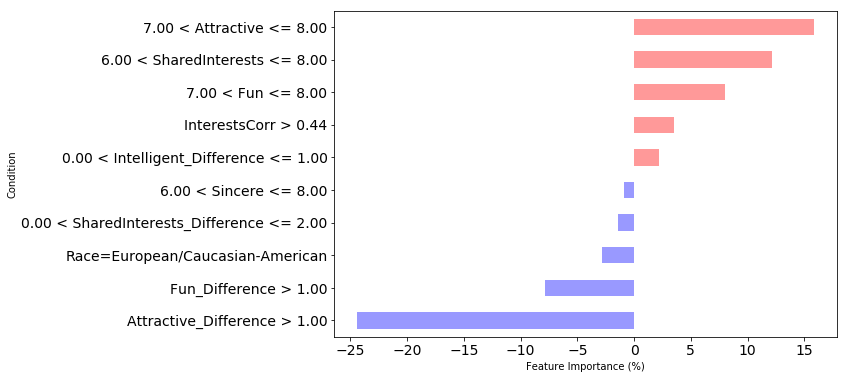 7.00 < Attractive <= 8.00
6.00 < SharedInterests <= 8.00
7.00 < Fun <= 8.00
InterestsCorr > 0.44
0.00 < Intelligent_Difference <= 1.00
6.00 < Sincere <= 8.00
0.00 < SharedInterests_Difference <= 2.00
Race=European/Caucasian-American
Fun_Difference > 1.00
Attractive_Difference > 1.00
Condition
−25 −20 −15 −10 −5 0 5 10 15
Feature Importance (%)